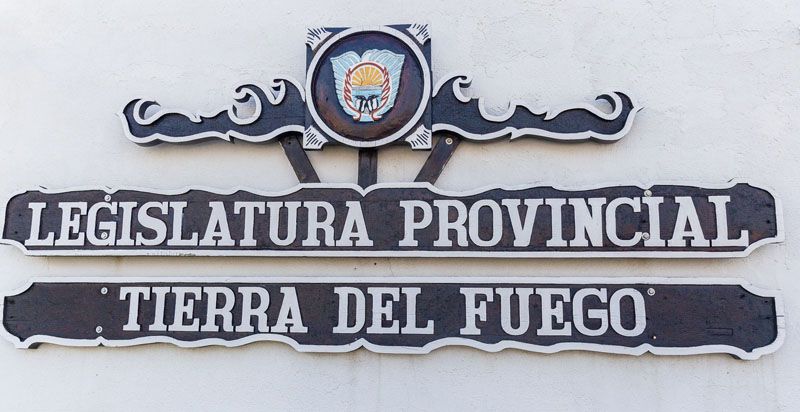 LEGISLATURA PROVINCIAL
TIERRA DEL FUEGO